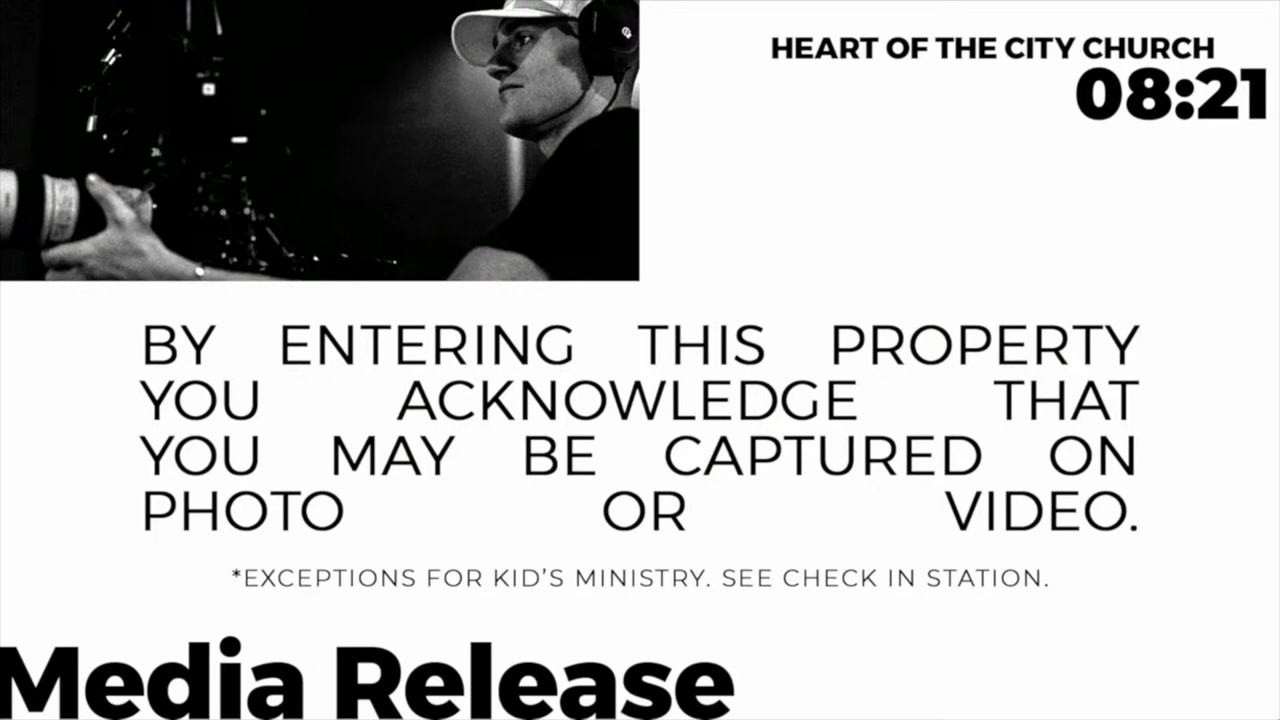 HEART OF THE CITY CHURCH
08:21
BY ENTERING THIS PROPERTY
YOU ACKNOWLEDGE THAT
YOU MAY BE CAPTURED ON
PHOTO OR VIDEO.
*EXCEPTIONS FOR KID'S MINISTRY. SEE CHECK IN STATION.
Media Release